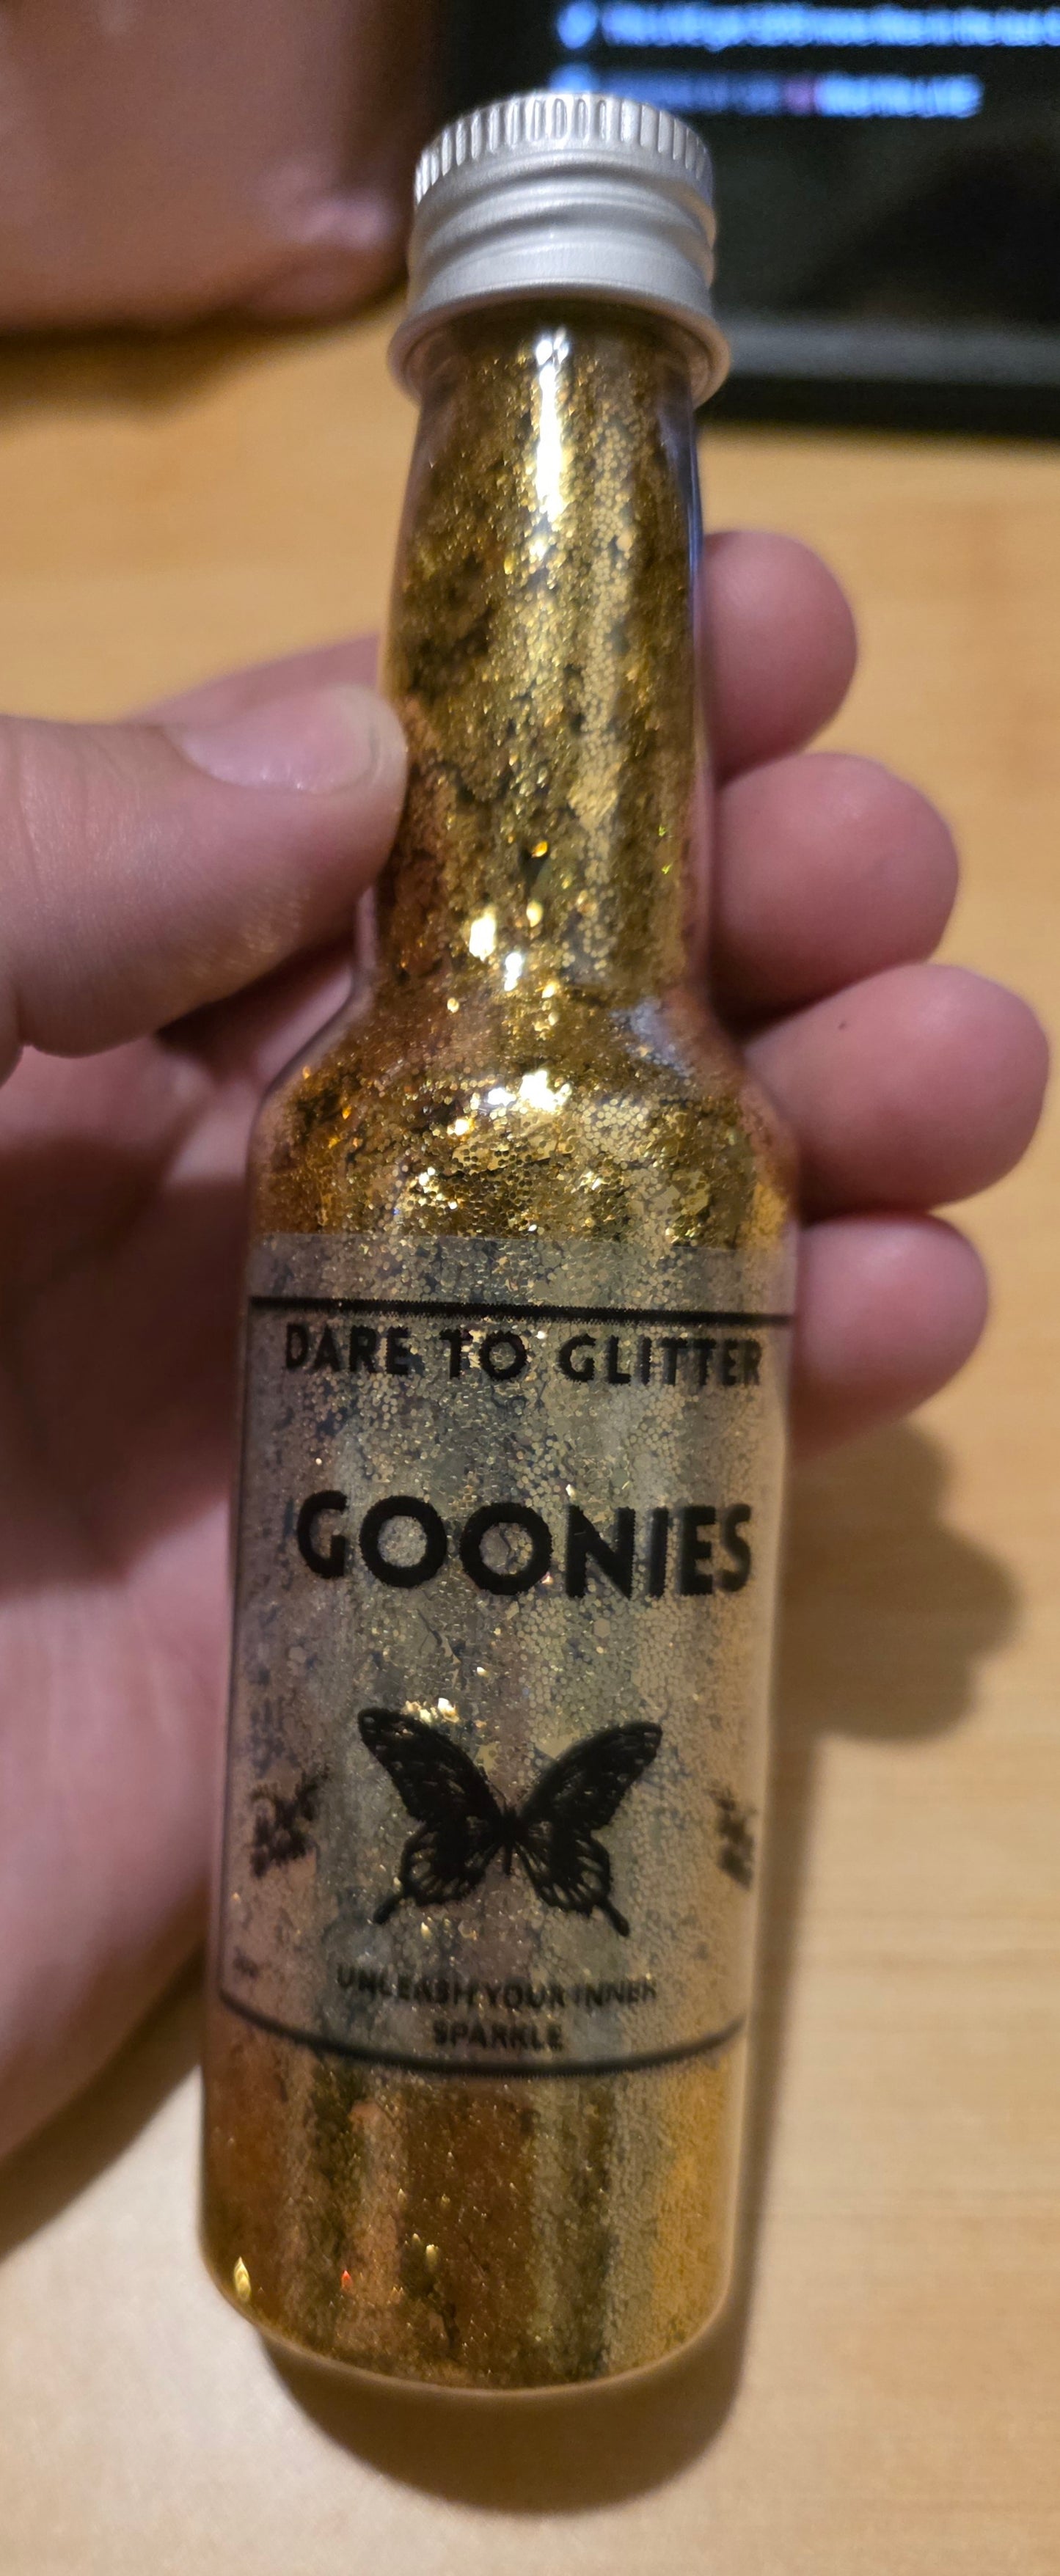 DARE TO GLITTER
GOONIES
UNLEASH YOUR INNER
SPARKLE